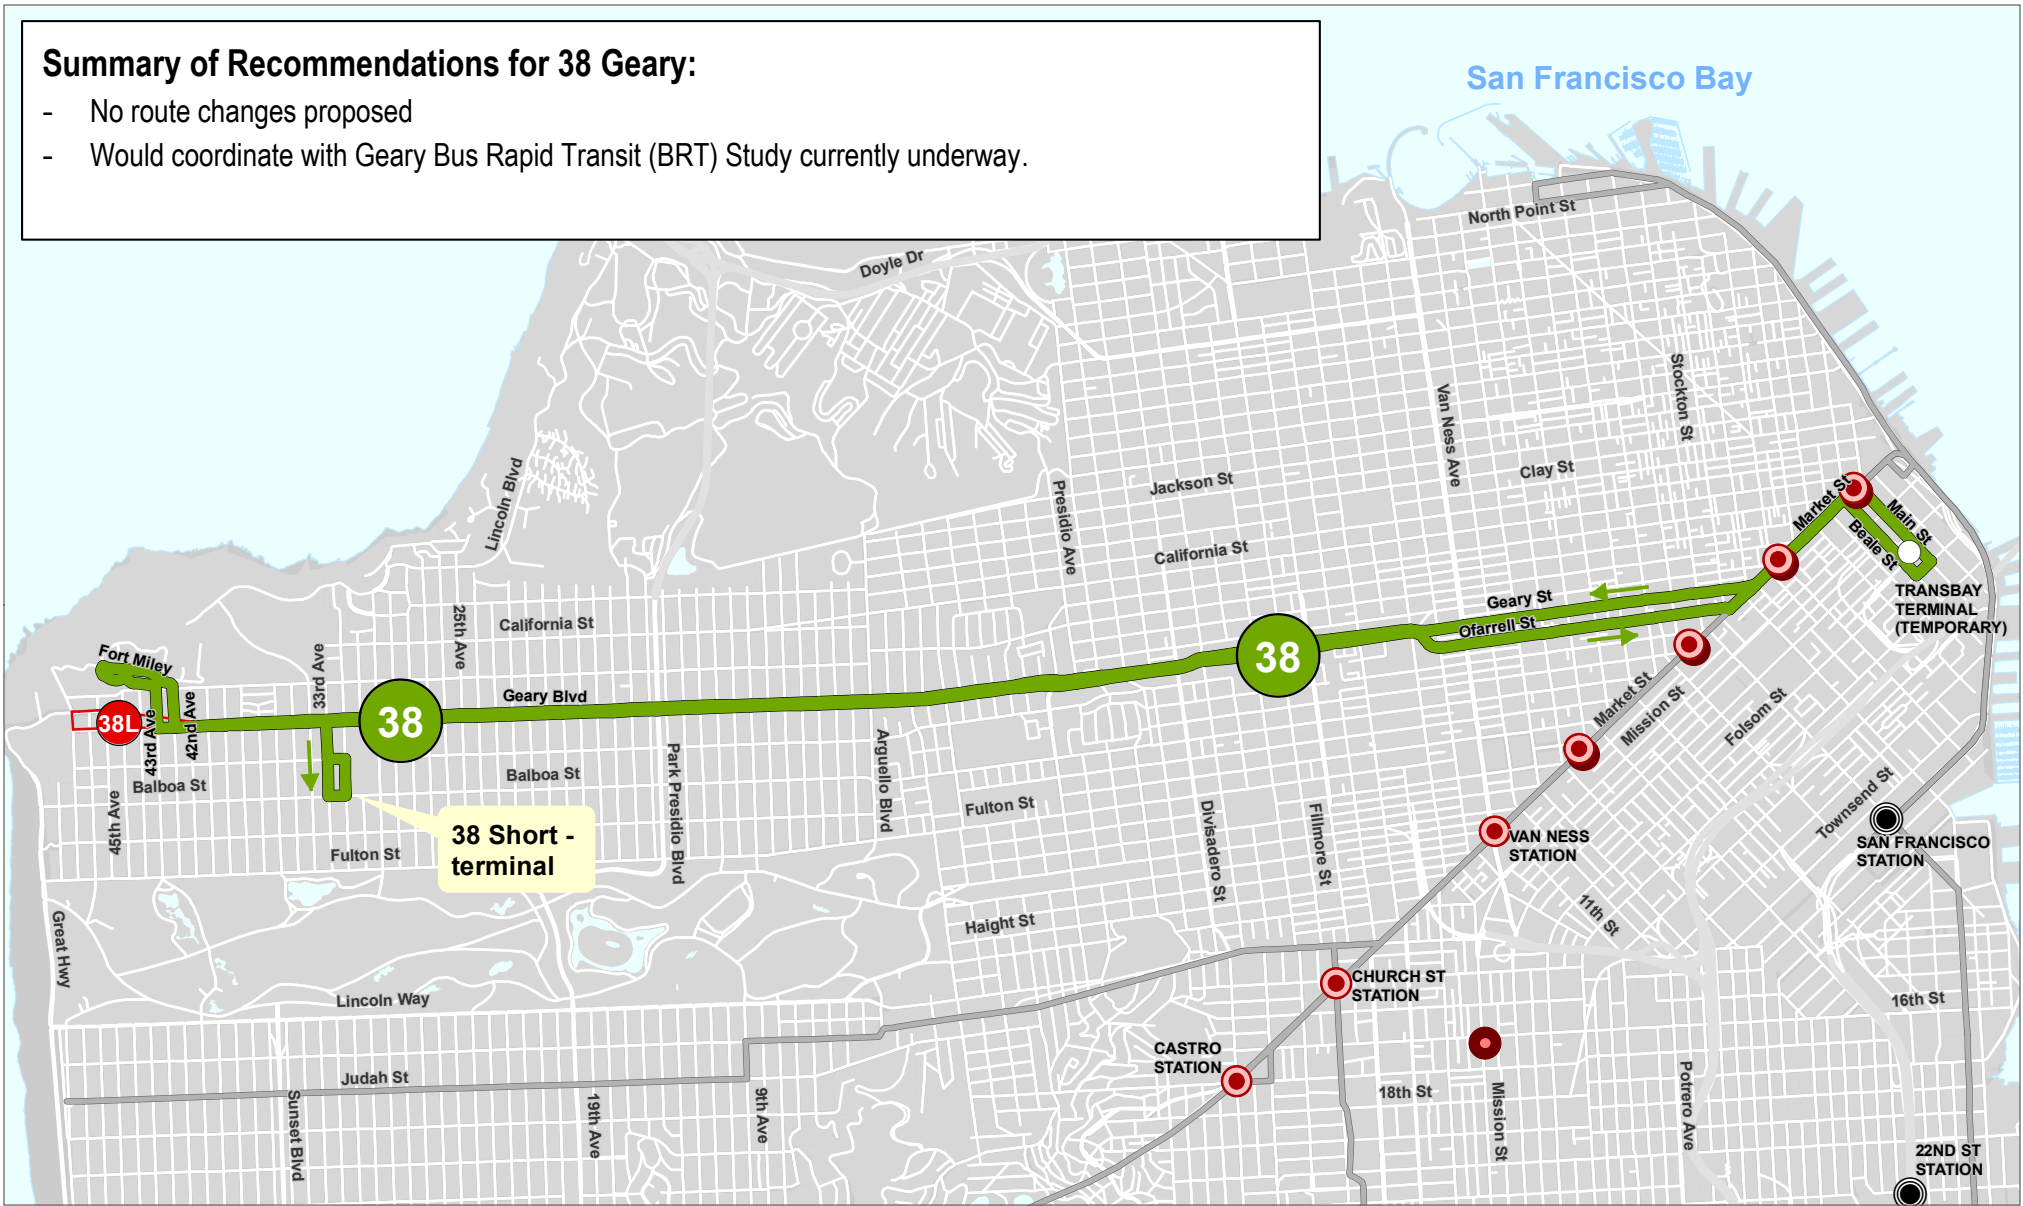 Summary of Recommendations for 38 Geary:
- No route changes proposed
- Would coordinate with Geary Bus Rapid Transit (BRT) Study currently underway.
San Francisco Bay
North Point St
Doyle Dr
Stockton St
Van Ness Ave
Clay St
Lincoln Blvd
Jackson St
Presidio Ave
California St
Market St
Main St
Beale St
TRANSBAY
TERMINAL
(TEMPORARY)
Geary St
Ofarrell St
25th Ave
California St
33rd Ave
Fort Miley
38
38
Geary Blvd
38L
43rd Ave
42nd Ave
Market St
Mission St
Folsom St
Balboa St
Balboa St
Park Presidio Blvd
Arguello Blvd
45th Ave
Fulton St
38 Short -
terminal
Fulton St
Divisadero St
Fillmore St
VAN NESS
STATION
Townsend St
SAN FRANCISCO
STATION
Great Hwy
Haight St
11th St
Lincoln Way
CHURCH ST
STATION
16th St
CASTRO
STATION
Judah St
Sunset Blvd
19th Ave
9th Ave
18th St
Mission St
Potrero Ave
22ND ST
STATION